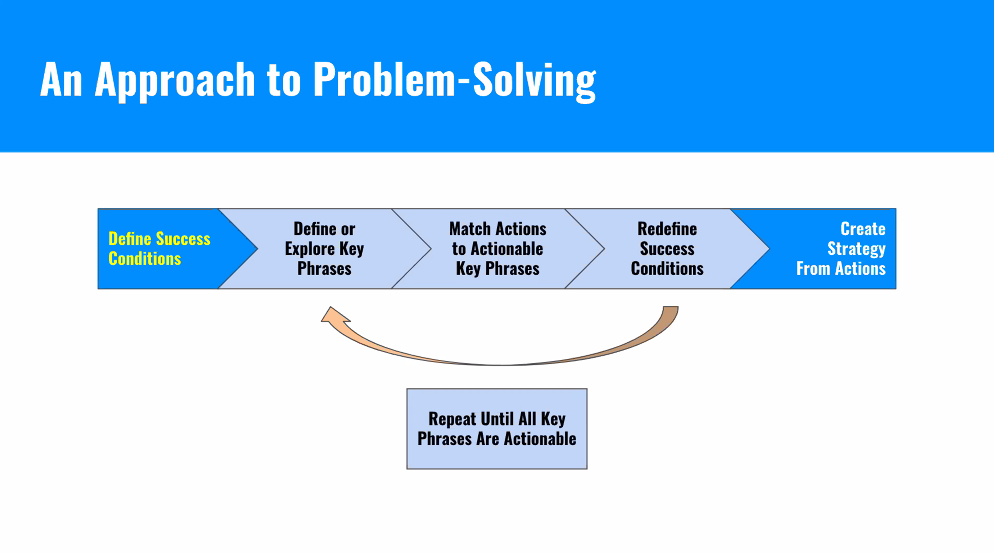 An Approach to Problem-Solving
Define Success
Conditions
Define or
Explore Key
Phrases
Match Actions
to Actionable
Key Phrases
Redefine
Success
Conditions
Create
Strategy
From Actions
Repeat Until All Key
Phrases Are Actionable